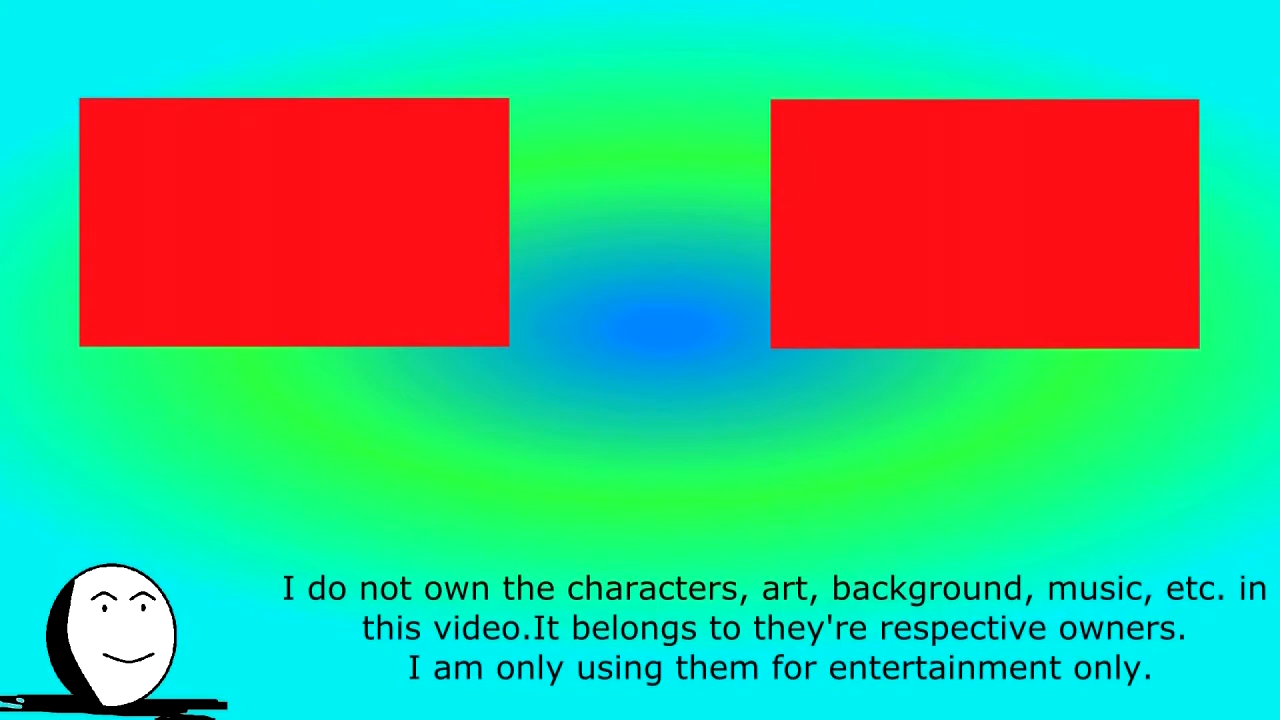 I do not own the characters, art, background, music, etc. in
this video.It belongs to they're respective owners.
I am only using them for entertainment only.